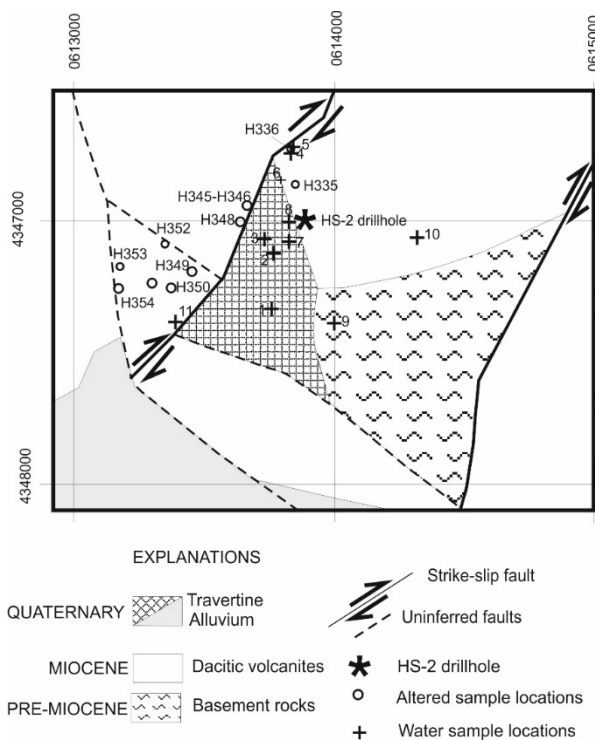 0613000
0614000
0615000
H336
5
4
6
H335
H345-H346
4347000
H348
8
HS-2 drillhole
H352
3
7
10
2
H353
H349
H354
H350
1
11
9
4348000
EXPLANATIONS
QUATERNARY
Travertine
Alluvium
Strike-slip fault
Uninferred faults
MIOCENE
Dacitic volcanites
HS-2 drillhole
PRE-MIOCENE
Basement rocks
Altered sample locations
Water sample locations